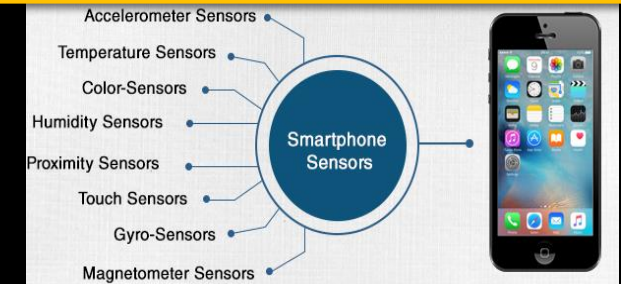 Accelerometer Sensors
Temperature Sensors
Color-Sensors
Humidity Sensors
Proximity Sensors
Touch Sensors
Gyro-Sensors
Magnetometer Sensors
Smartphone
Sensors